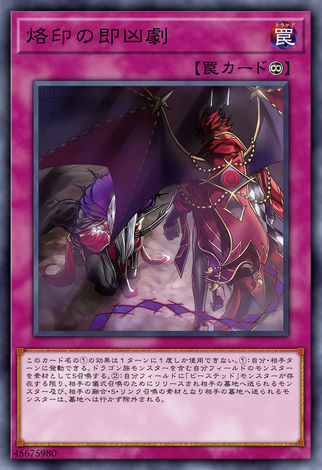 烙印の即凶劇
トラップ
罠
【罠カード】
このカード名の①の効果は1ターンに1度しか使用できない。①:自分・相手ター
ンに発動できる。ドラゴン族モンスターを含む自分フィールドのモンスター
を素材としてS召喚する。②:自分フィールドに「ビーステッド」モンスターが存
在する限り、相手の儀式召喚のためにリリースされ相手の墓地へ送られるモン
スター及び、相手の融合・S・リンク召喚の素材となり相手の墓地へ送られるモ
ンスターは、墓地へは行かず除外される。
45675980